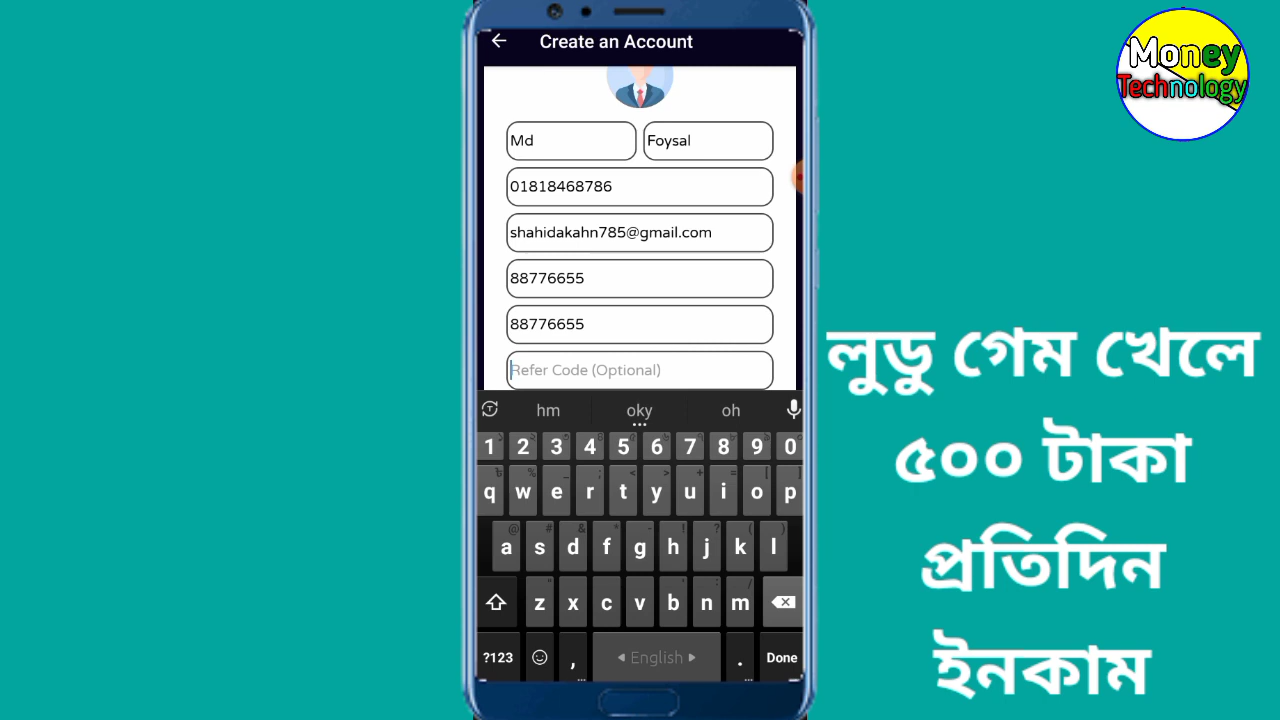 Create an Account
Money
Technology
Md
Foysal
01818468786
shahidakahn785@gmail.com
88776655
88776655
Refer Code (Optional)
লুডু গেম খেলে
৫০০ টাকা
প্রতিদিন
ইনকাম
hm oky oh
1 2 3 4 5 6 7 8 9 0
q w e r t y u i o p
a s d f g h j k l
z x c v b n m
?123 , English . Done